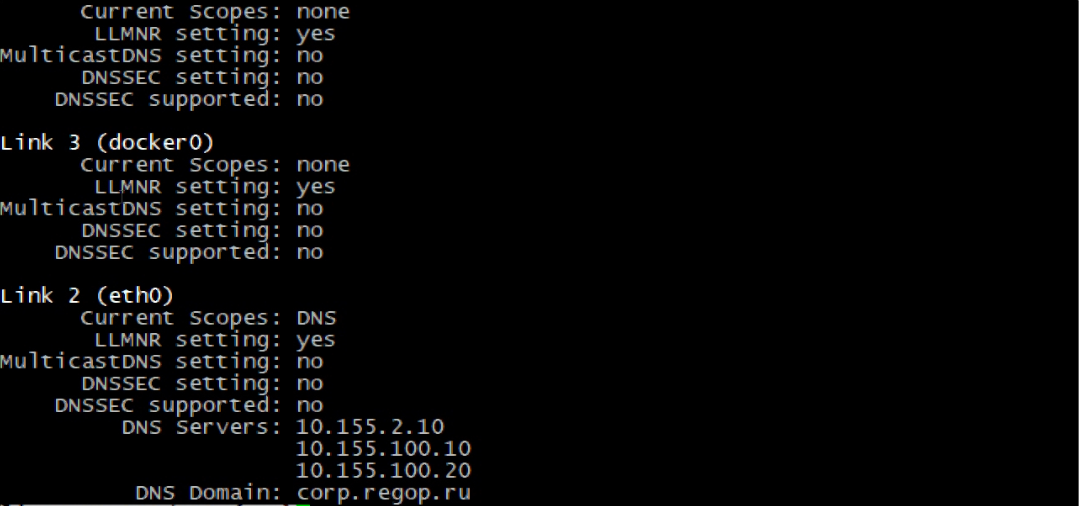 Current Scopes: none
LLMNR setting: yes
MulticastDNS setting: no
DNSSEC setting: no
DNSSEC supported: no
Link 3 (docker0)
Current Scopes: none
LLMNR setting: yes
MulticastDNS setting: no
DNSSEC setting: no
DNSSEC supported: no
Link 2 (eth0)
Current Scopes: DNS
LLMNR setting: yes
MulticastDNS setting: no
DNSSEC setting: no
DNSSEC supported: no
DNS Servers: 10.155.2.10
10.155.100.10
10.155.100.20
DNS Domain: corp.regop.ru